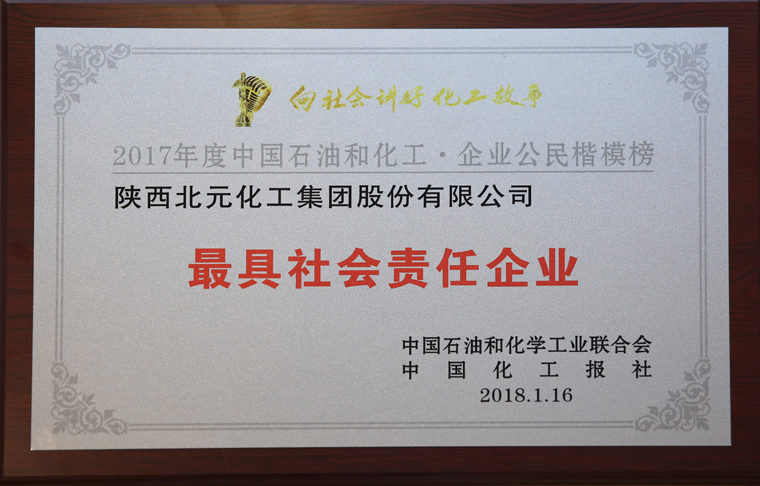 向社会讲好化工故事
2017年度中国石油和化工·企业公民楷模榜
陕西北元化工集团股份有限公司
最具社会责任企业
中国石油和化学工业联合会
中国化工报社
2018.1.16